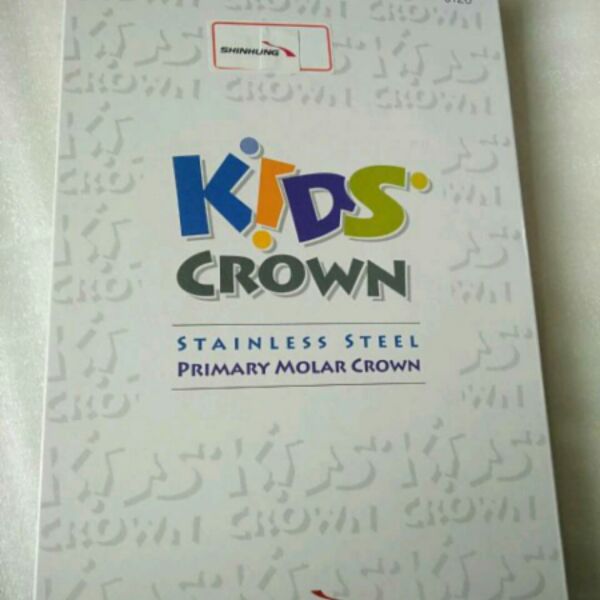 SHINHUNG
KIDS'
CROWN
STAINLESS STEEL
PRIMARY MOLAR CROWN